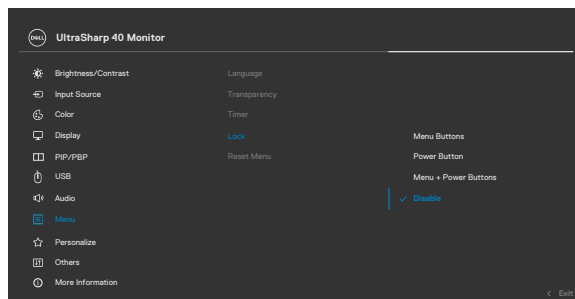 DELL UltraSharp 40 Monitor
Brightness/Contrast Language
Input Source Transparency
Color Timer
Display Lock Menu Buttons
PIP/PBP Reset Menu Power Button
USB Menu + Power Buttons
Audio Disable
Menu
Personalize
Others
More Information
< Exit